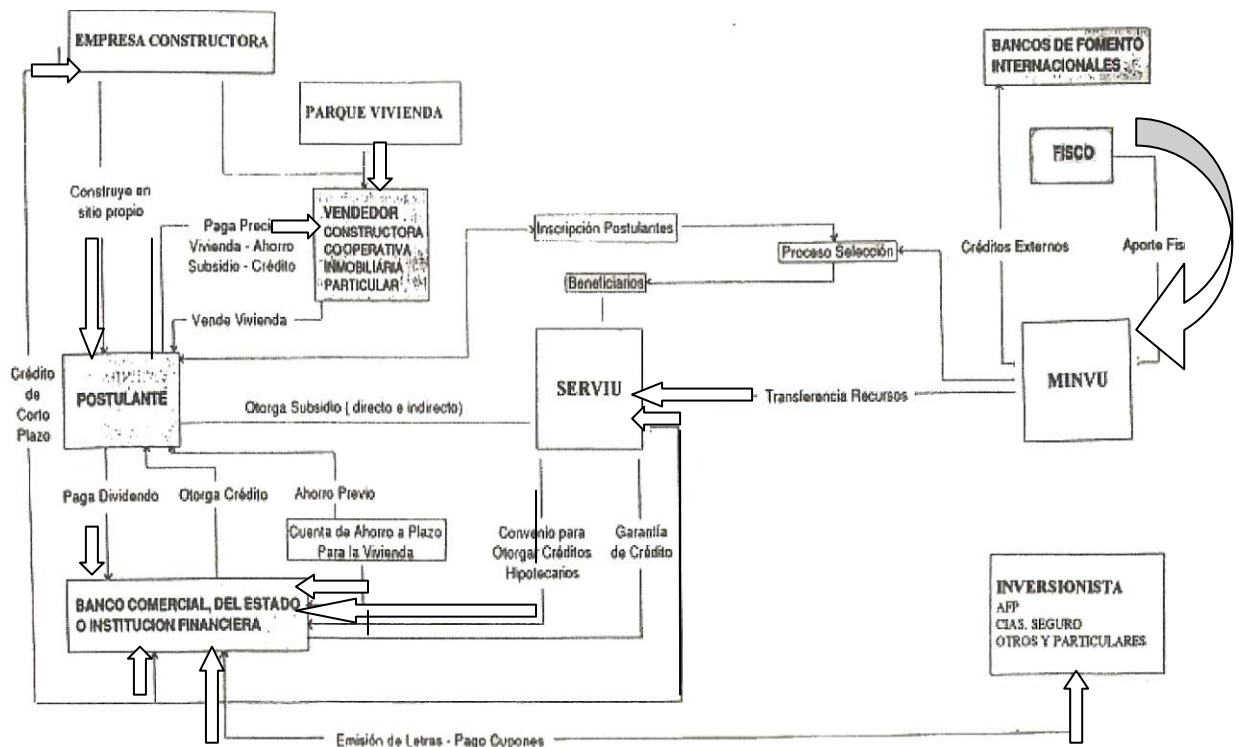 EMPRESA CONSTRUCTORA
BANCOS DE FOMENTO
INTERNACIONALES
PARQUE VIVIENDA
FISCO
Construye en
sitio propio
Paga Preci
Vivienda - Ahorro
Subsidio - Crédito
VENDEDOR
CONSTRUCTORA
COOPERATIVA
INMOBILIARIA
PARTICULAR
Inscripción Postulantes
Proceso Selección
Créditos Externos
Aporte Fis
Beneficiarios
Vende Vivienda
Crédito
de
Corto
Plazo
POSTULANTE
SERVIU
MINVU
Transferencia Recursos
Otorga Subsidio ( directo e indirecto)
Paga Dividendo
Otorga Crédito
Ahorro Previo
Cuenta de Ahorro a Plazo
Para la Vivienda
Convenio para
Otorgar Créditos
Hipotecarios
Garantía
de Crédito
BANCO COMERCIAL, DEL ESTADO
O INSTITUCION FINANCIERA
INVERSIONISTA
AFP
CIAS. SEGURO
OTROS Y PARTICULARES
Emisión de Letras - Pago Cupones